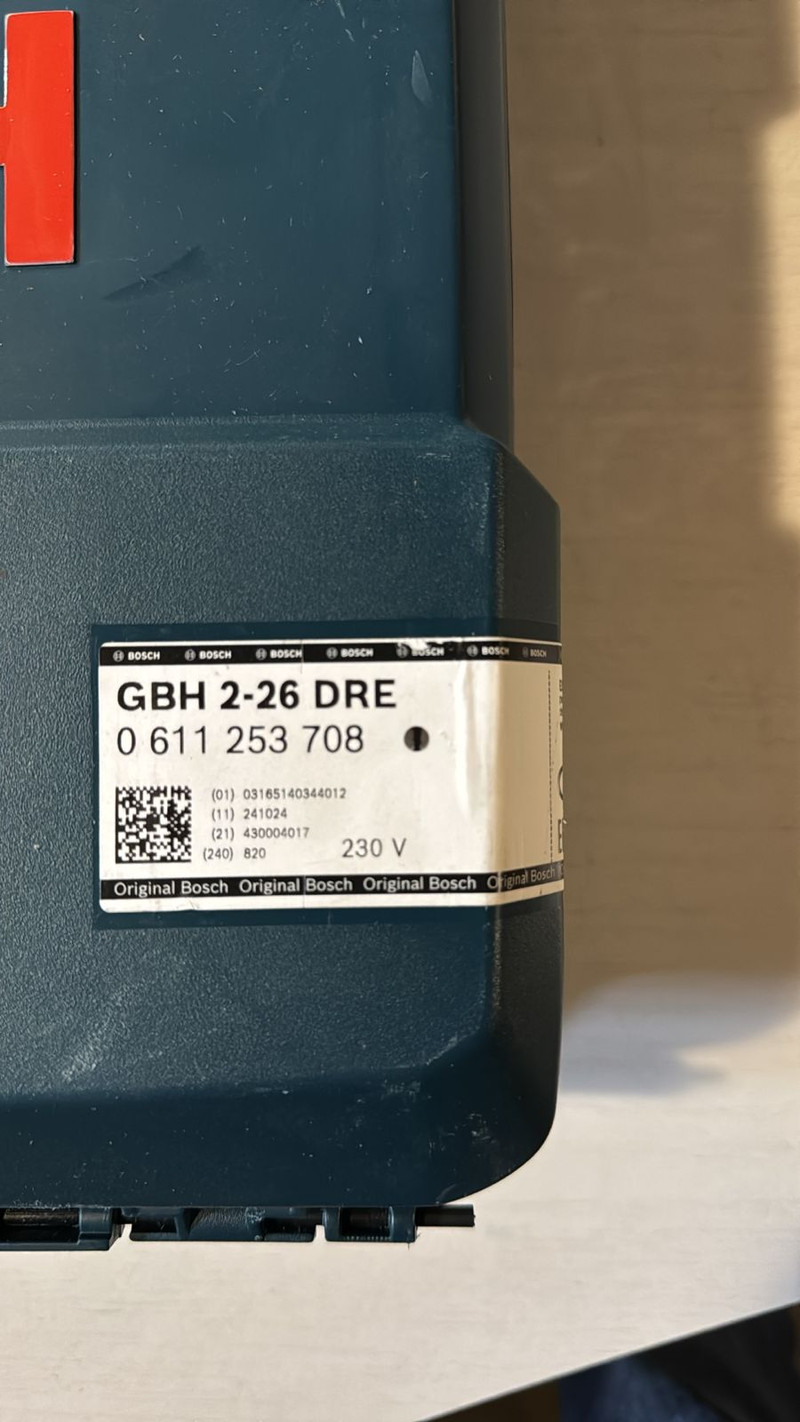 BOSCH BOSCH BOSCH BOSCH BOSCH BOSCH BOSCH
GBH 2-26 DRE
0 611 253 708
(01) 03165140344012
(11) 241024
(21) 430004017
(240) 820
230 V
Original Bosch Original Bosch Original Bosch Original Bosch